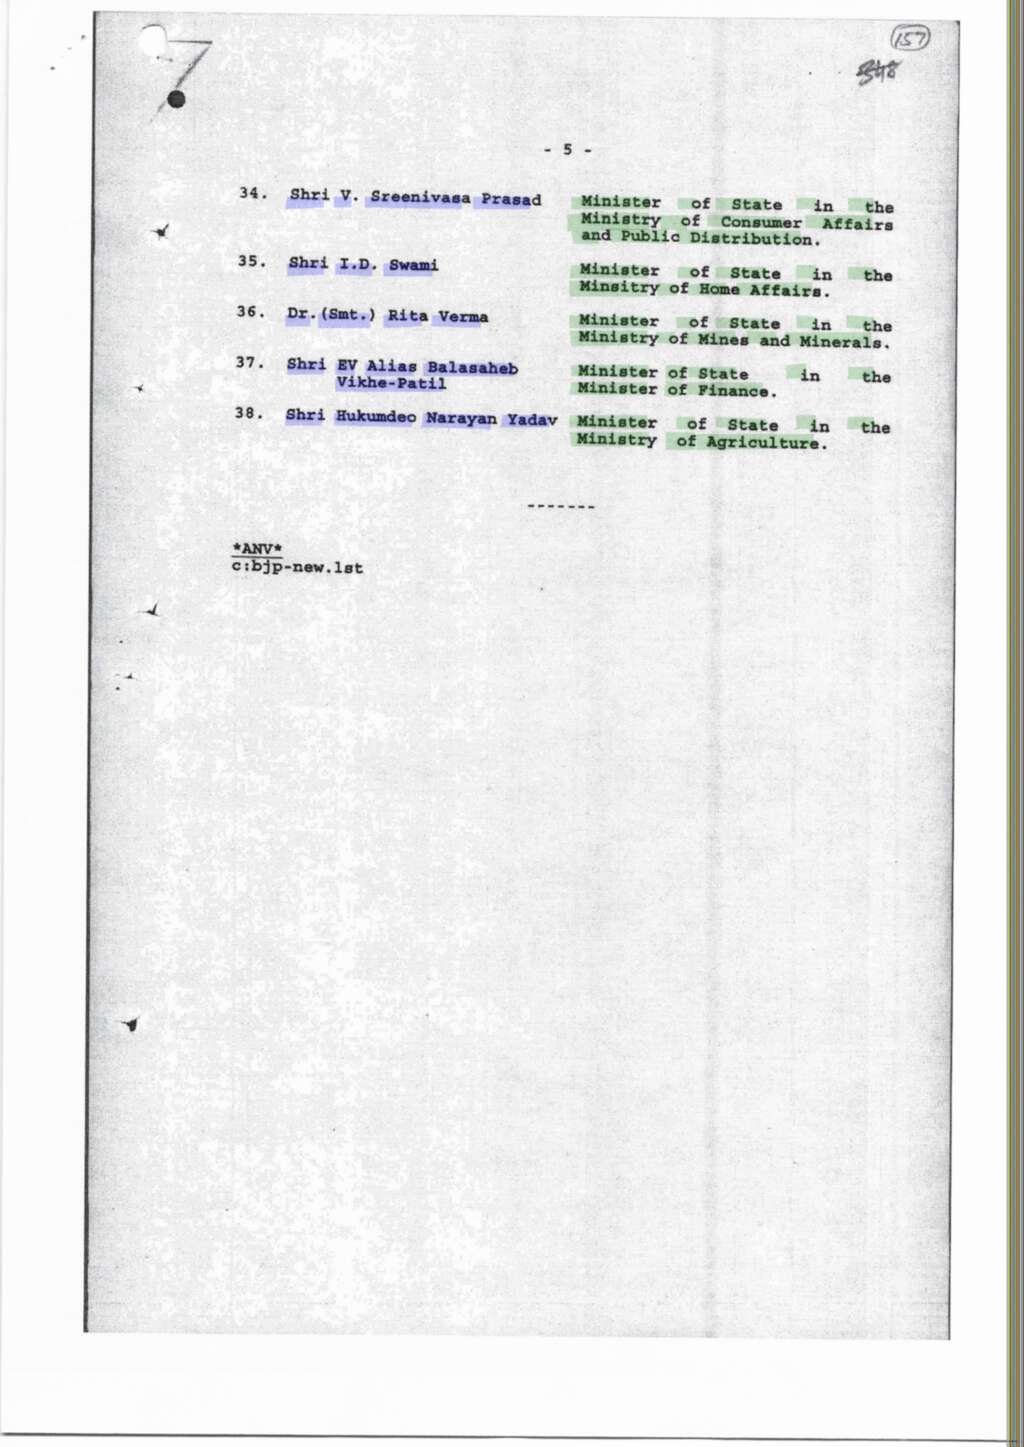 157
348
- 5 -
34. Shri V. Sreenivasa Prasad Minister of State in the
Ministry of Consumer Affairs
and Public Distribution.
35. Shri I.D. Swami Minister of State in the
Minsitry of Home Affairs.
36. Dr.(Smt.) Rita Verma Minister of State in the
Ministry of Mines and Minerals.
37. Shri EV Alias Balasaheb Minister of State in the
Vikhe-Patil Minister of Finance.
38. Shri Hukumdeo Narayan Yadav Minister of State in the
Ministry of Agriculture.
-------
*ANV*
c:bjp-new.lst